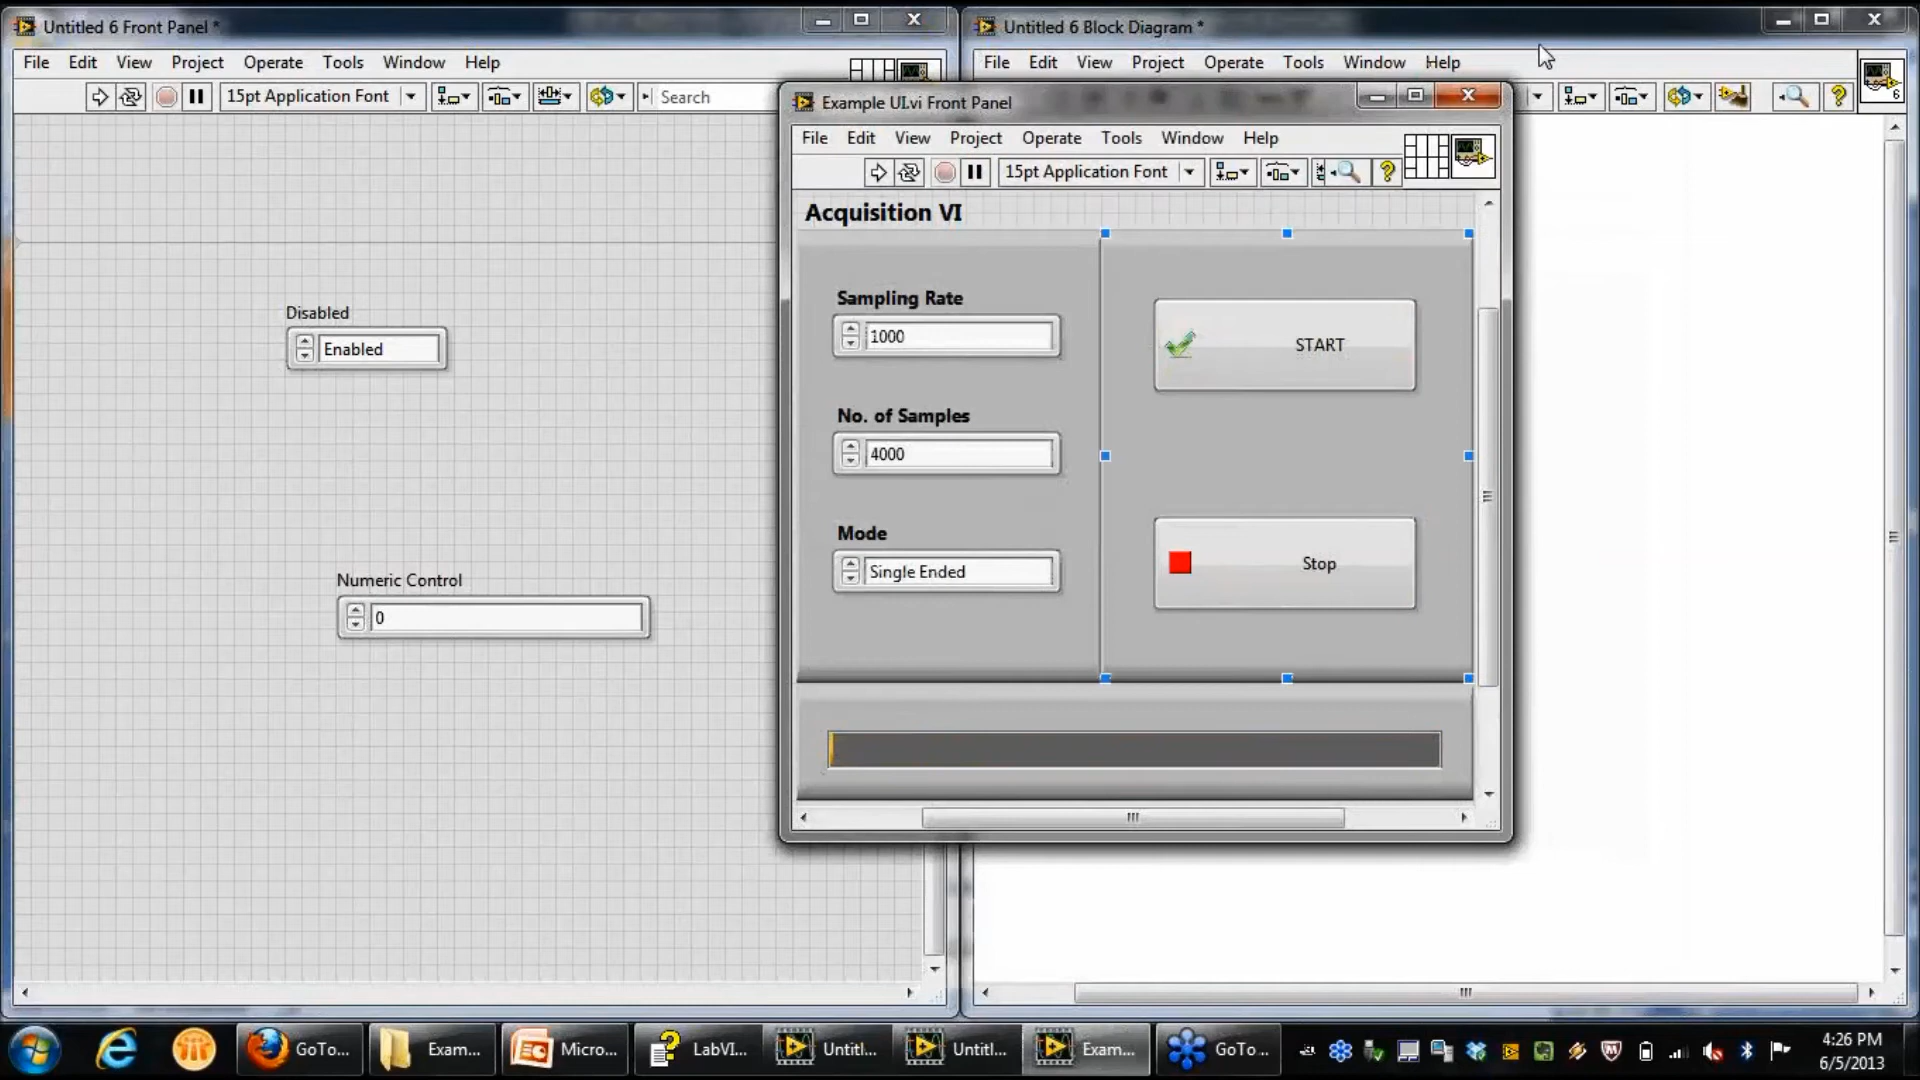 Untitled 6 Front Panel *
File Edit View Project Operate Tools Window Help
15pt Application Font
Search
Disabled
Enabled
Numeric Control
0
Untitled 6 Block Diagram *
File Edit View Project Operate Tools Window Help
6
Example UI.vi Front Panel
File Edit View Project Operate Tools Window Help
15pt Application Font
Acquisition VI
Sampling Rate
1000
START
No. of Samples
4000
Mode
Single Ended
Stop
GoTo...
Exam...
Micro...
LabVI...
Untitl...
Untitl...
Exam...
GoTo...
4:26 PM
6/5/2013